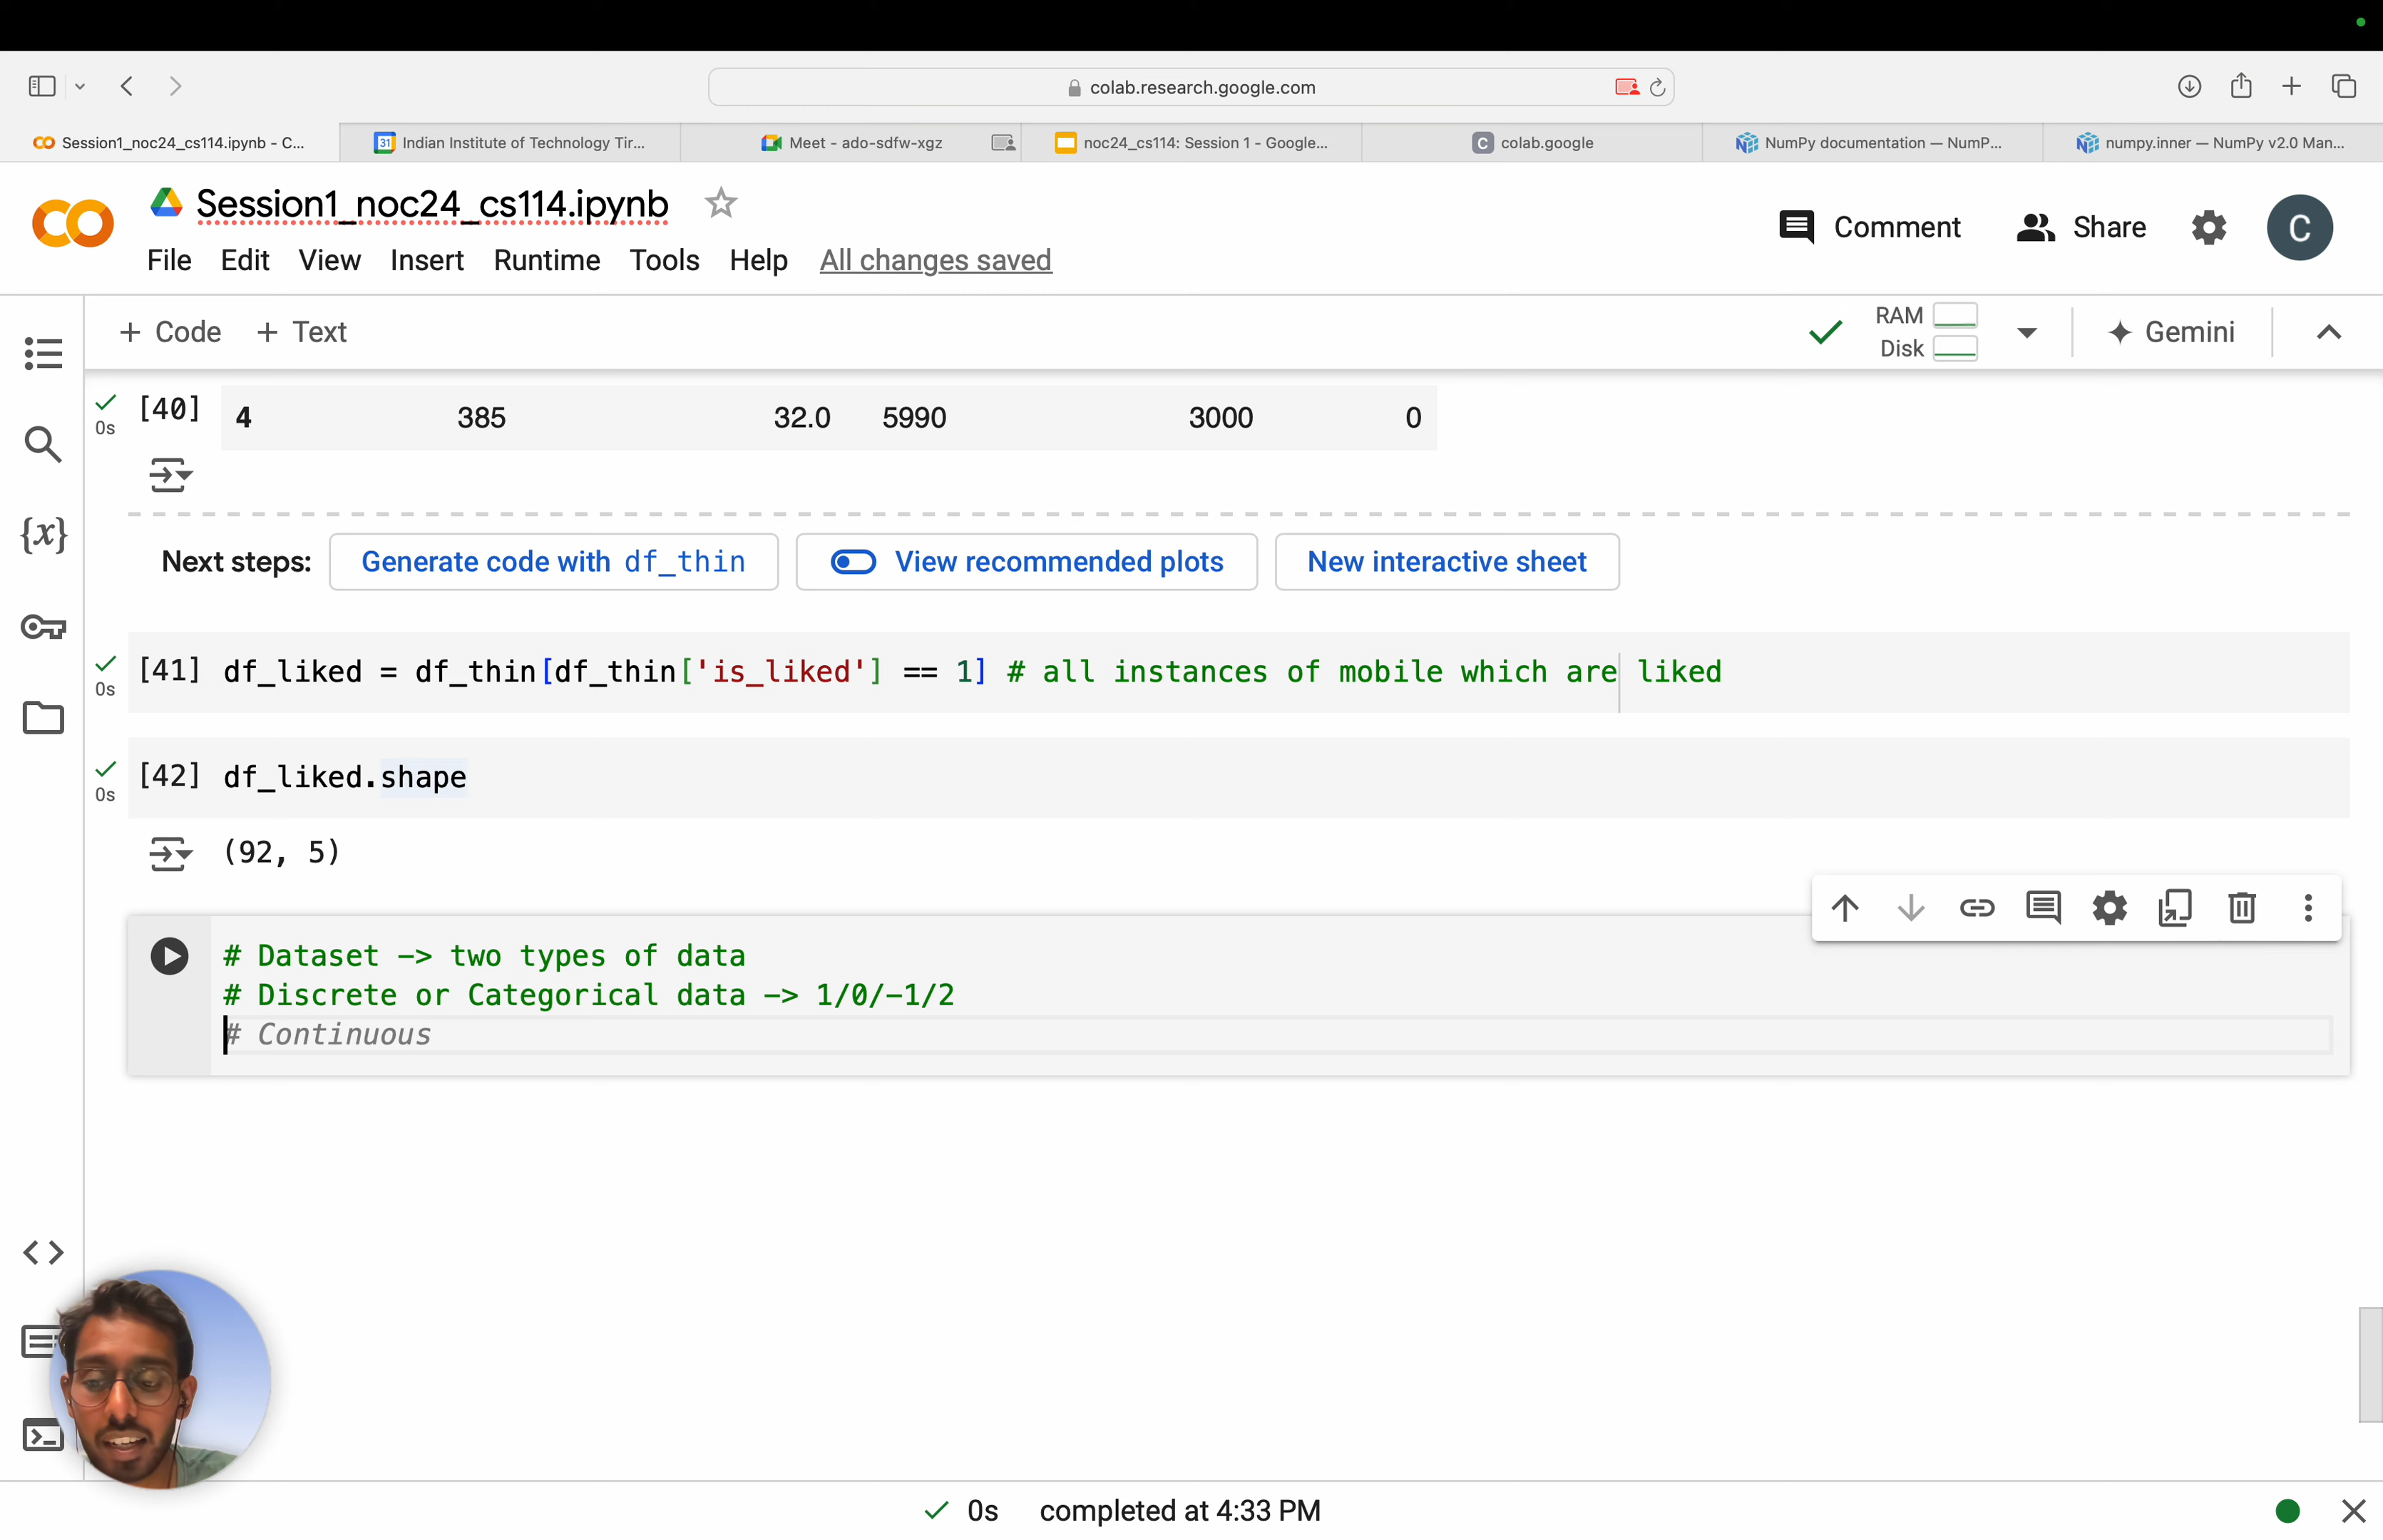 colab.research.google.com
Session1_noc24_cs114.ipynb - C...
31
Indian Institute of Technology Tir...
Meet - ado-sdfw-xgz
noc24_cs114: Session 1 - Google...
C
colab.google
NumPy documentation — NumP...
numpy.inner — NumPy v2.0 Man...
Session1_noc24_cs114.ipynb
File Edit View Insert Runtime Tools Help All changes saved
Comment
Share
C
+ Code + Text
RAM
Disk
Gemini
{x}
0s
[40] 4 385 32.0 5990 3000 0
Next steps: Generate code with df_thin View recommended plots New interactive sheet
0s
[41] df_liked = df_thin[df_thin['is_liked'] == 1] # all instances of mobile which are liked
0s
[42] df_liked.shape
(92, 5)
# Dataset -> two types of data
# Discrete or Categorical data -> 1/0/-1/2
# Continuous
0s completed at 4:33 PM